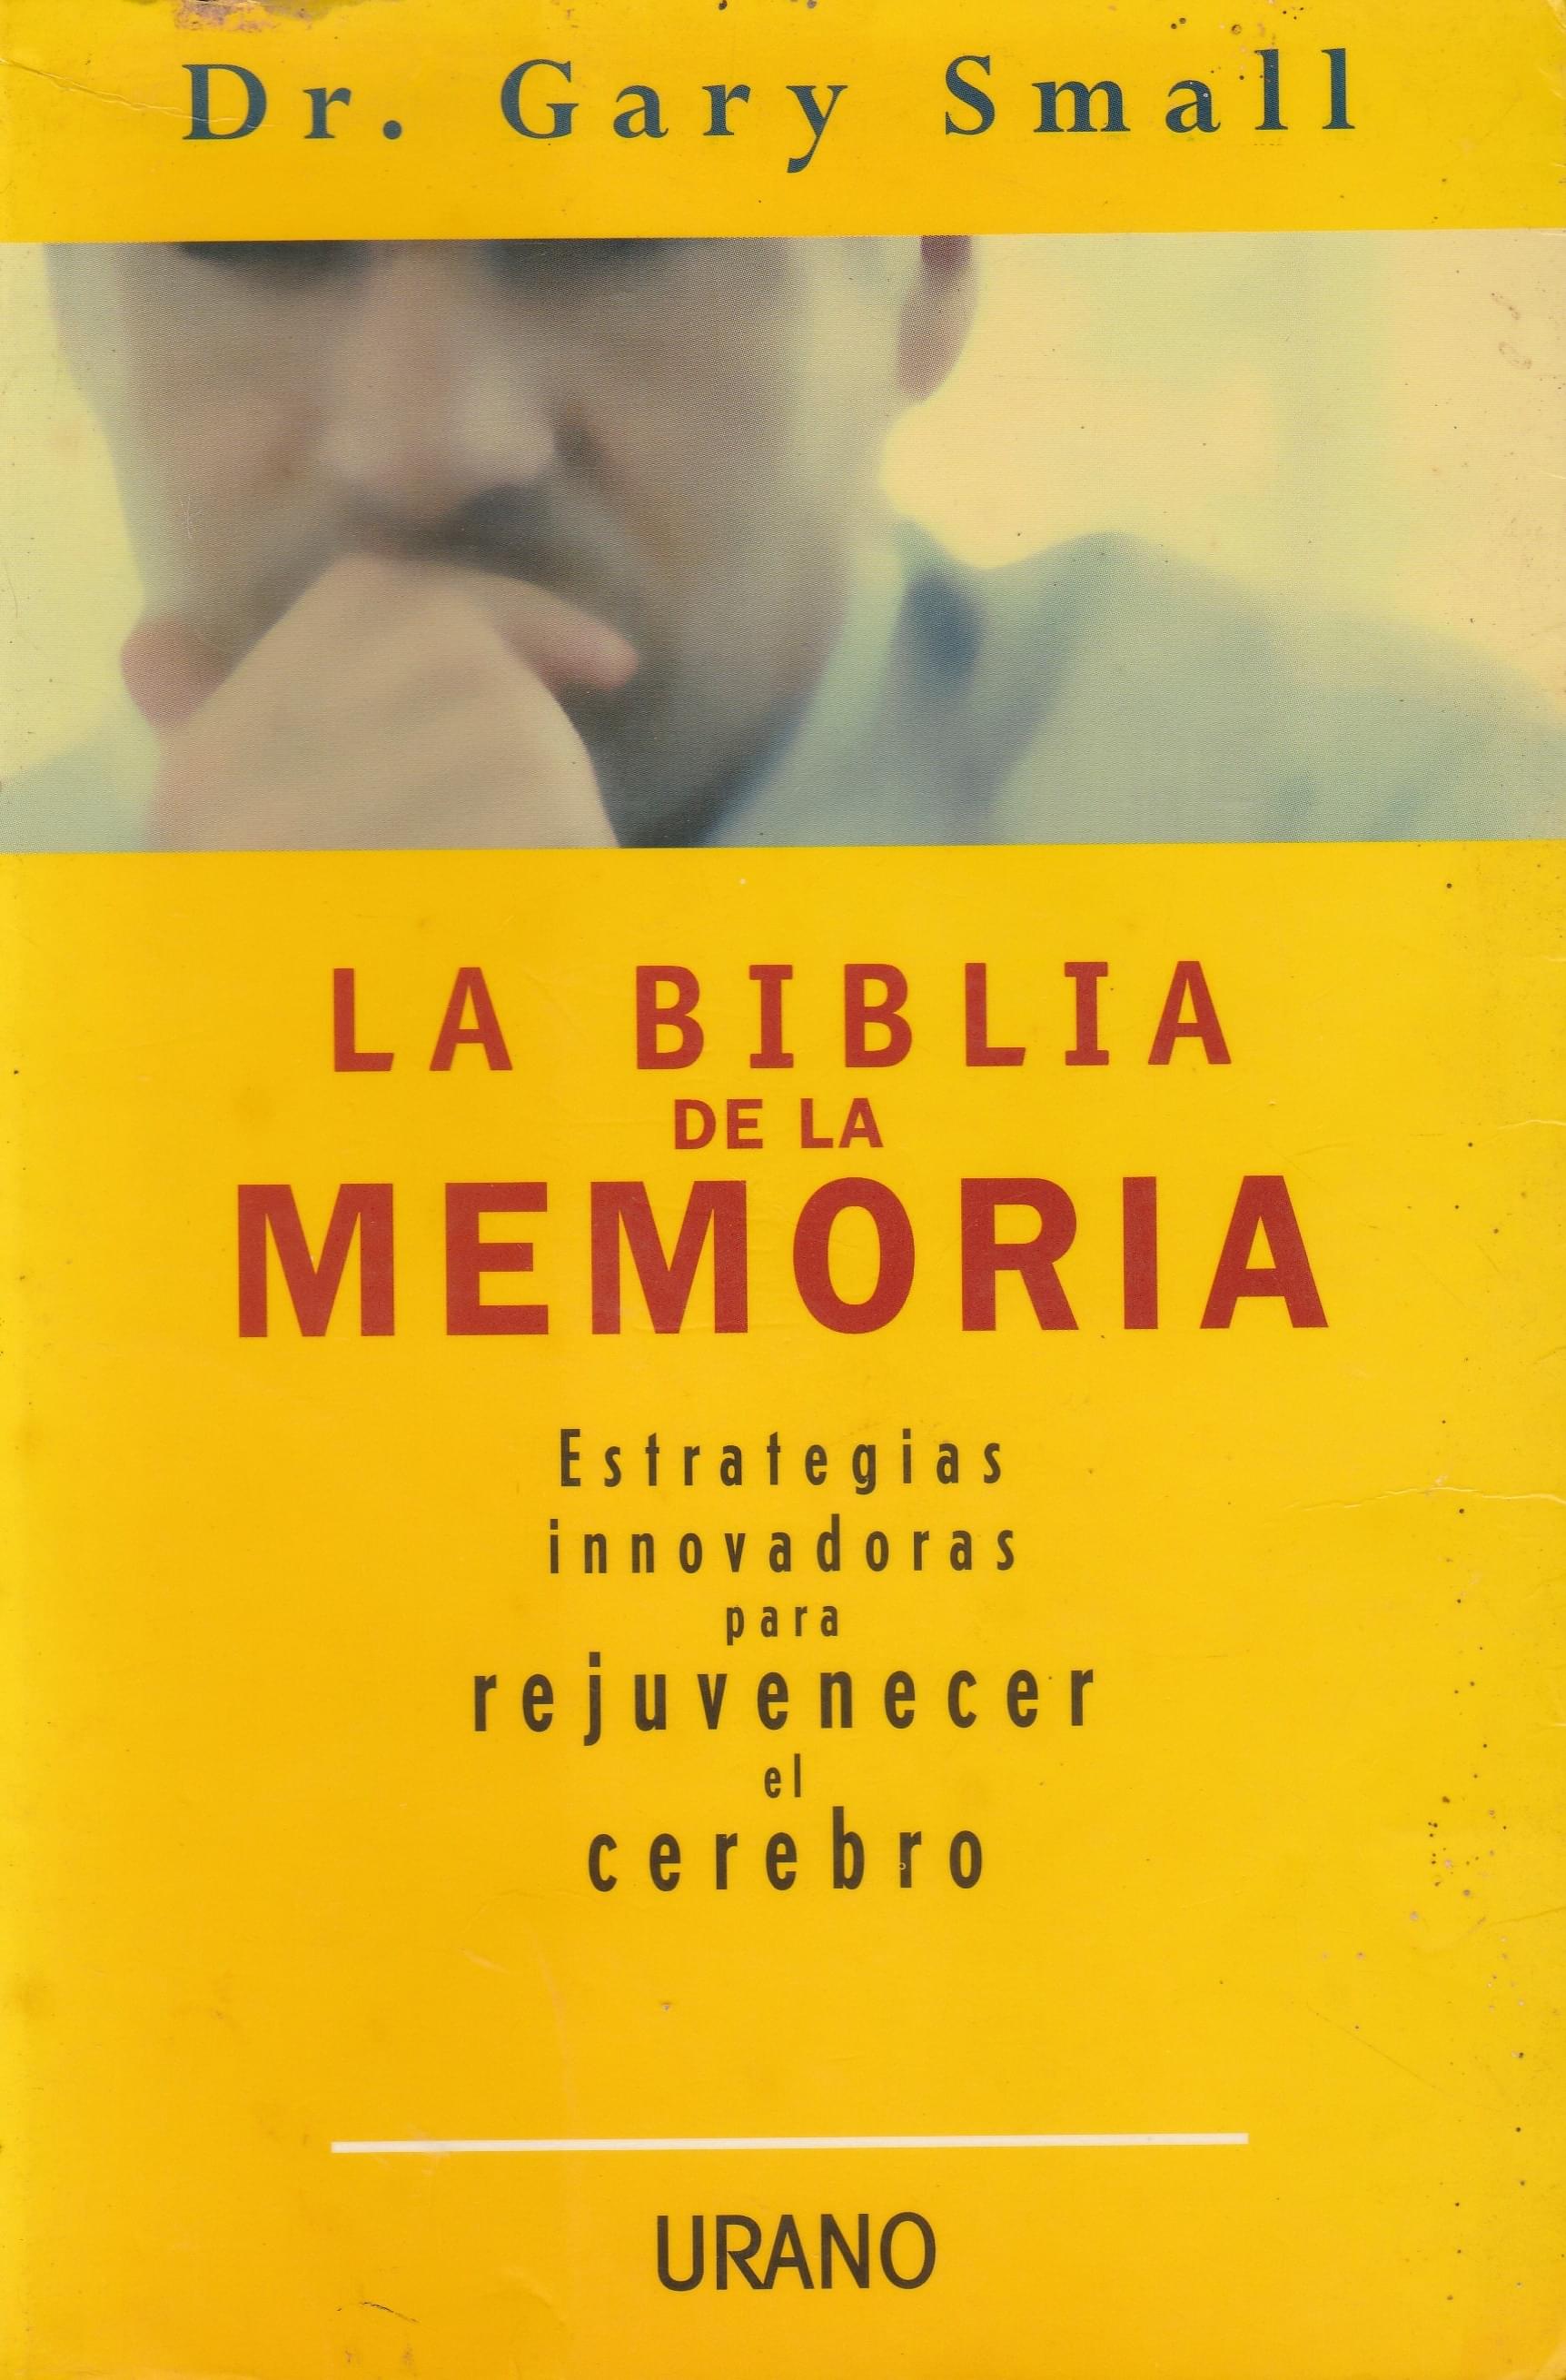 Dr. Gary Small
LA BIBLIA
DE LA
MEMORIA
Estrategias
innovadoras
para
rejuvenecer
el
cerebro
URANO